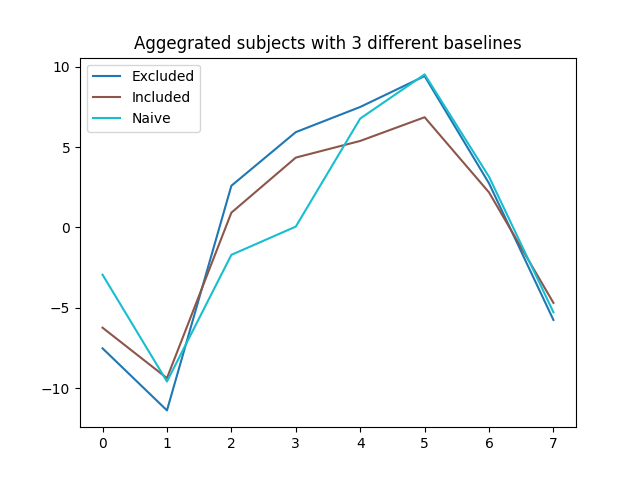 Aggegrated subjects with 3 different baselines
Excluded
Included
Naive
10
5
0
−5
−10
0 1 2 3 4 5 6 7